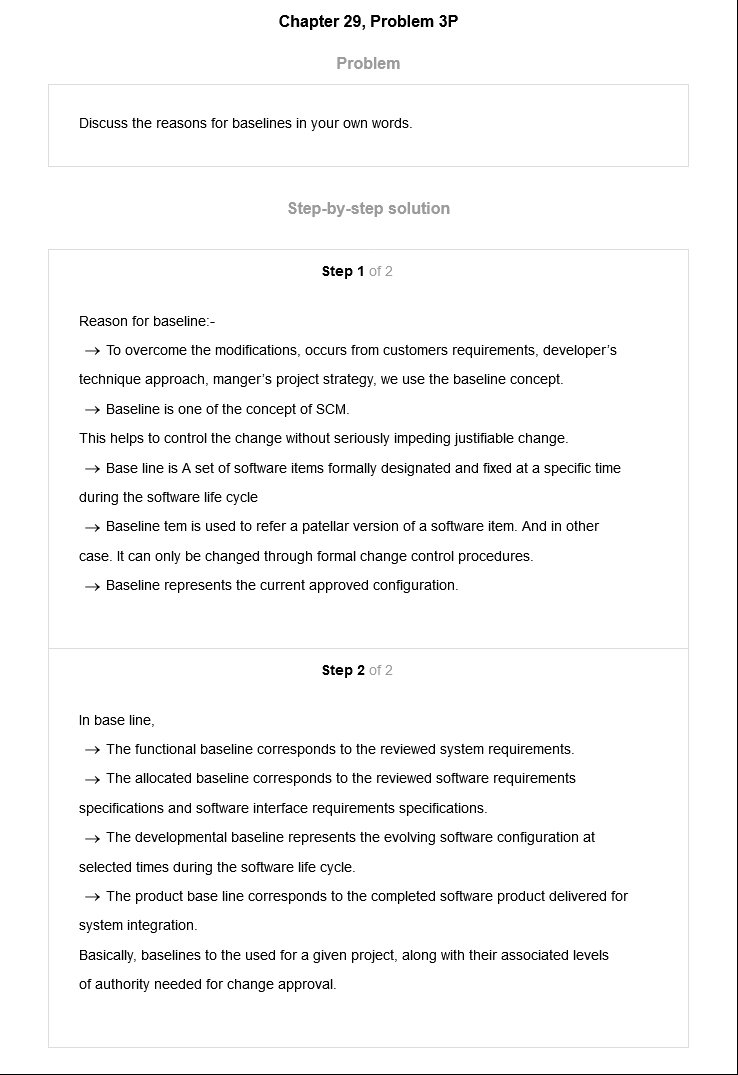 Chapter 29, Problem 3P
Problem
Discuss the reasons for baselines in your own words.
Step-by-step solution
Step 1 of 2
Reason for baseline:-
→ To overcome the modifications, occurs from customers requirements, developer's
technique approach, manger's project strategy, we use the baseline concept.
→ Baseline is one of the concept of SCM.
This helps to control the change without seriously impeding justifiable change.
→ Base line is A set of software items formally designated and fixed at a specific time
during the software life cycle
→ Baseline tem is used to refer a patellar version of a software item. And in other
case. It can only be changed through formal change control procedures.
→ Baseline represents the current approved configuration.
Step 2 of 2
In base line,
→ The functional baseline corresponds to the reviewed system requirements.
→ The allocated baseline corresponds to the reviewed software requirements
specifications and software interface requirements specifications.
→ The developmental baseline represents the evolving software configuration at
selected times during the software life cycle.
→ The product base line corresponds to the completed software product delivered for
system integration.
Basically, baselines to the used for a given project, along with their associated levels
of authority needed for change approval.